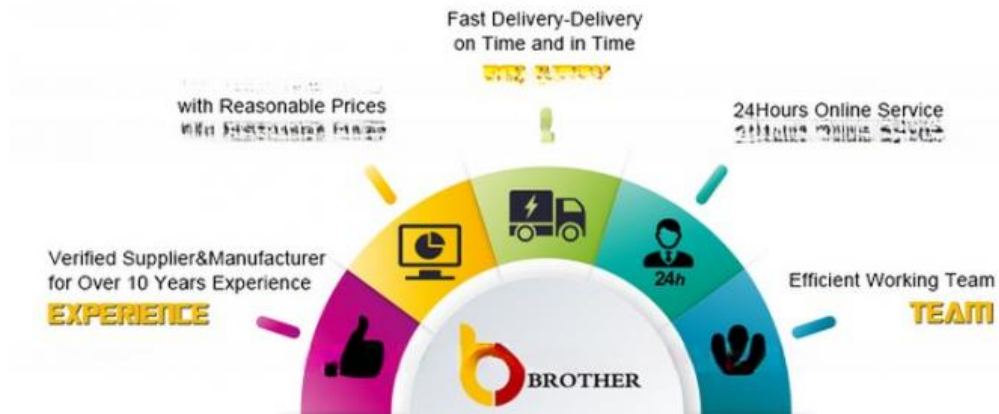 Fast Delivery-Delivery
on Time and in Time
with Reasonable Prices
24Hours Online Service
Verified Supplier&Manufacturer
for Over 10 Years Experience
EXPERIENCE
24h
Efficient Working Team
TEAM
BROTHER